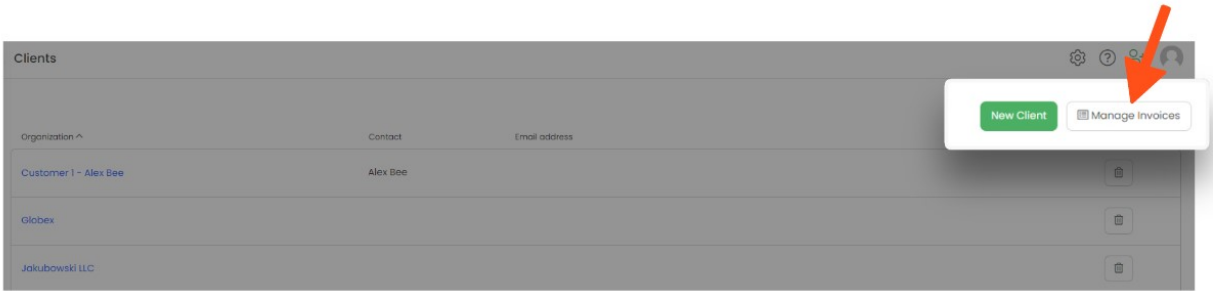 Clients
New Client Manage Invoices
Organization Contact Email address
Customer 1 - Alex Bee Alex Bee
Globex
Jakubowski LLC